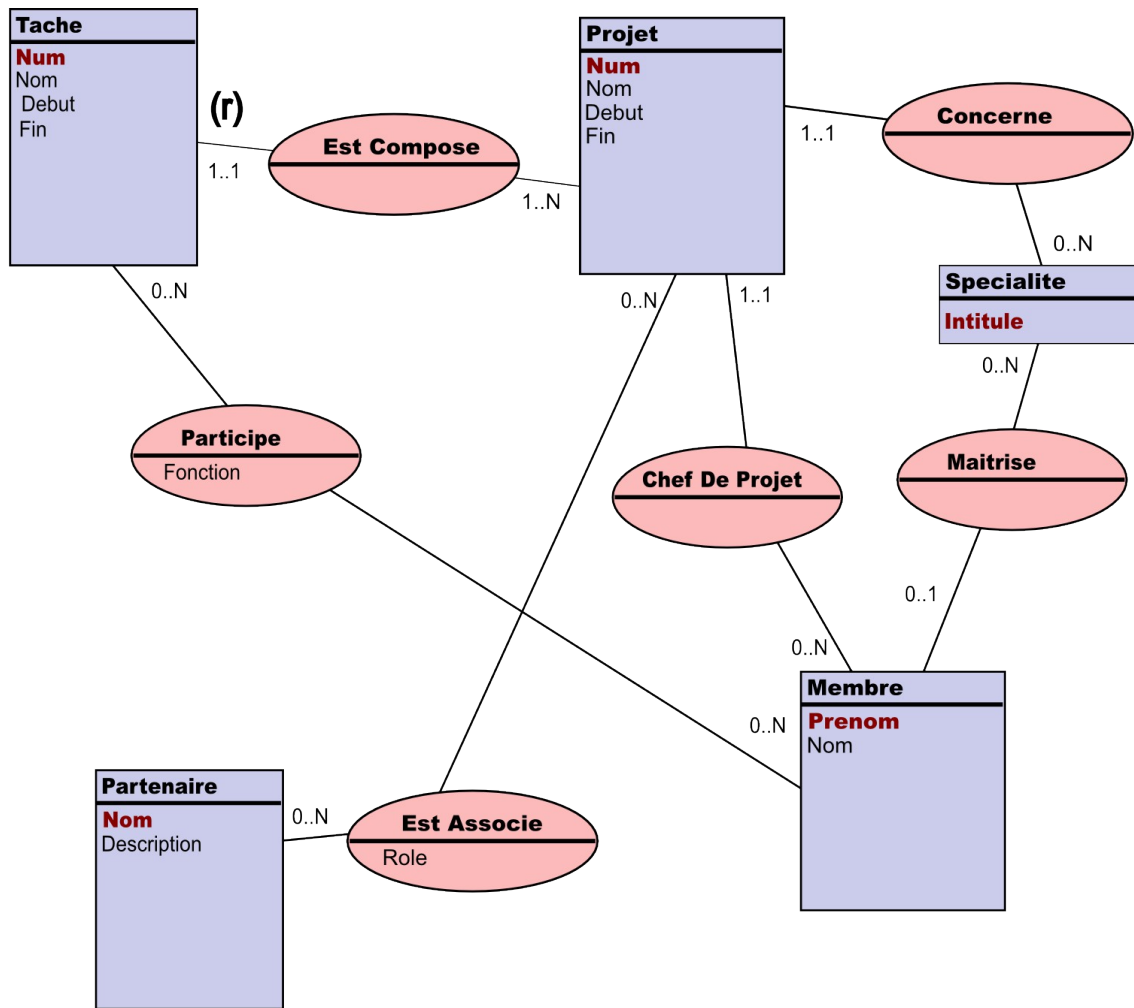 Tache
Num
Nom
Debut
Fin
(r)
1..1
Est Compose
1..N
Projet
Num
Nom
Debut
Fin
1..1
Concerne
0..N
Specialite
Intitule
0..N
0..N
1..1
0..N
Participe
Fonction
Chef De Projet
Maitrise
0..1
0..N
0..N
Membre
Prenom
Nom
Partenaire
Nom
Description
0..N
Est Associe
Role